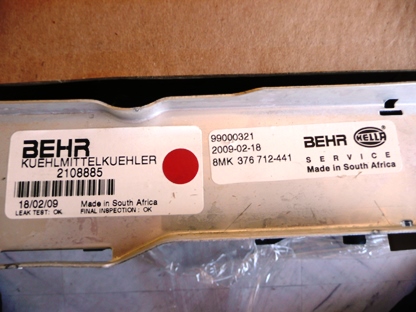 BEHR
KUEHLMITTELKUEHLER
2108885
18/02/09 Made in South Africa
LEAK TEST: OK. FINAL INSPECTION: OK
99000321
2009-02-18
8MK 376 712-441
BEHR HELLA
SERVICE
Made in South Africa